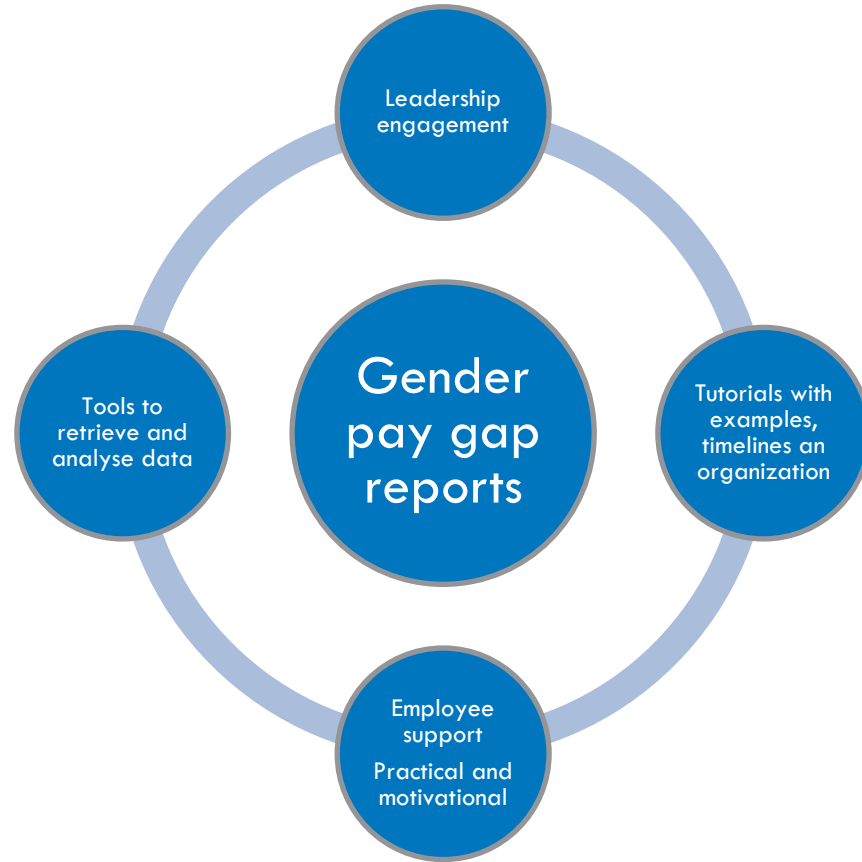 Leadership
engagement
Gender
pay gap
reports
Tools to
retrieve and
analyse data
Tutorials with
examples,
timelines an
organization
Employee
support
Practical and
motivational